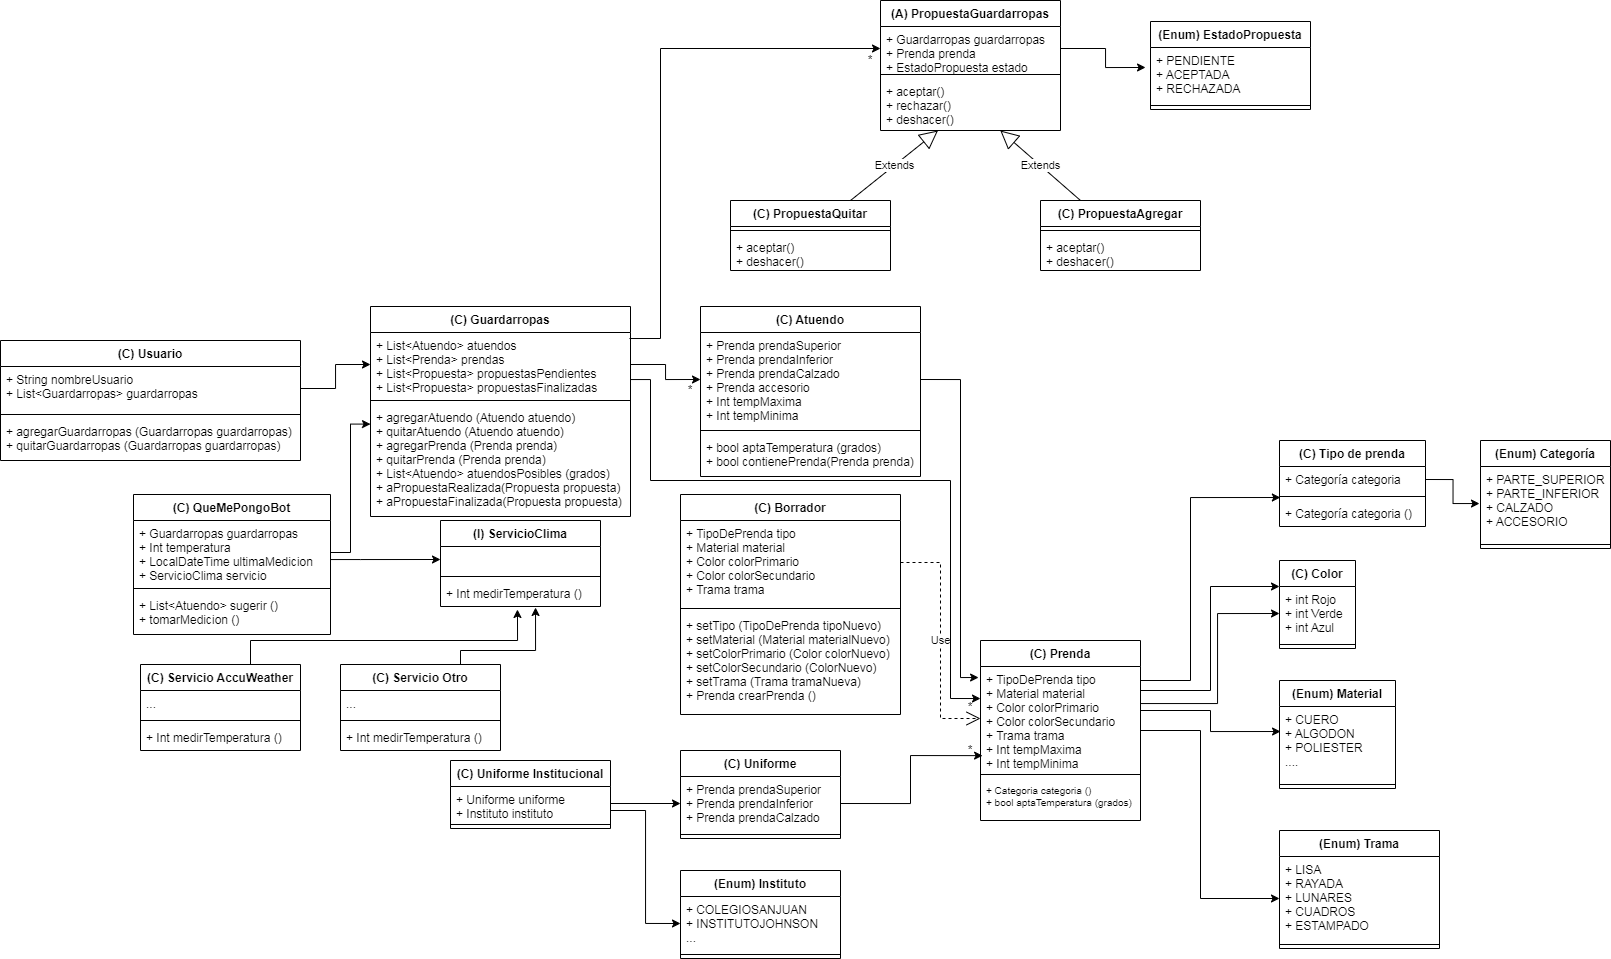 (A) PropuestaGuardarropas
+ Guardarropas guardarropas
+ Prenda prenda
+ EstadoPropuesta estado
+ aceptar()
+ rechazar()
+ deshacer()
*
(Enum) EstadoPropuesta
+ PENDIENTE
+ ACEPTADA
+ RECHAZADA
Extends
Extends
(C) PropuestaQuitar
+ aceptar()
+ deshacer()
(C) PropuestaAgregar
+ aceptar()
+ deshacer()
(C) Usuario
+ String nombreUsuario
+ List<Guardarropas> guardarropas
+ agregarGuardarropas (Guardarropas guardarropas)
+ quitarGuardarropas (Guardarropas guardarropas)
(C) Guardarropas
+ List<Atuendo> atuendos
+ List<Prenda> prendas
+ List<Propuesta> propuestasPendientes
+ List<Propuesta> propuestasFinalizadas
+ agregarAtuendo (Atuendo atuendo)
+ quitarAtuendo (Atuendo atuendo)
+ agregarPrenda (Prenda prenda)
+ quitarPrenda (Prenda prenda)
+ List<Atuendo> atuendosPosibles (grados)
+ aPropuestaRealizada(Propuesta propuesta)
+ aPropuestaFinalizada(Propuesta propuesta)
*
(C) Atuendo
+ Prenda prendaSuperior
+ Prenda prendaInferior
+ Prenda prendaCalzado
+ Prenda accesorio
+ Int tempMaxima
+ Int tempMinima
+ bool aptaTemperatura (grados)
+ bool contienePrenda(Prenda prenda)
(C) Tipo de prenda
+ Categoría categoria
+ Categoría categoria ()
(Enum) Categoría
+ PARTE_SUPERIOR
+ PARTE_INFERIOR
+ CALZADO
+ ACCESORIO
(C) QueMePongoBot
+ Guardarropas guardarropas
+ Int temperatura
+ LocalDateTime ultimaMedicion
+ ServicioClima servicio
+ List<Atuendo> sugerir ()
+ tomarMedicion ()
(I) ServicioClima
+ Int medirTemperatura ()
(C) Borrador
+ TipoDePrenda tipo
+ Material material
+ Color colorPrimario
+ Color colorSecundario
+ Trama trama
+ setTipo (TipoDePrenda tipoNuevo)
+ setMaterial (Material materialNuevo)
+ setColorPrimario (Color colorNuevo)
+ setColorSecundario (ColorNuevo)
+ setTrama (Trama tramaNueva)
+ Prenda crearPrenda ()
Use
(C) Color
+ int Rojo
+ int Verde
+ int Azul
(C) Servicio AccuWeather
...
+ Int medirTemperatura ()
(C) Servicio Otro
...
+ Int medirTemperatura ()
(C) Prenda
+ TipoDePrenda tipo
+ Material material
+ Color colorPrimario
+ Color colorSecundario
+ Trama trama
+ Int tempMaxima
+ Int tempMinima
+ Categoria categoria ()
+ bool aptaTemperatura (grados)
*
*
(Enum) Material
+ CUERO
+ ALGODON
+ POLIESTER
....
(C) Uniforme Institucional
+ Uniforme uniforme
+ Instituto instituto
(C) Uniforme
+ Prenda prendaSuperior
+ Prenda prendaInferior
+ Prenda prendaCalzado
(Enum) Instituto
+ COLEGIOSANJUAN
+ INSTITUTOJOHNSON
...
(Enum) Trama
+ LISA
+ RAYADA
+ LUNARES
+ CUADROS
+ ESTAMPADO